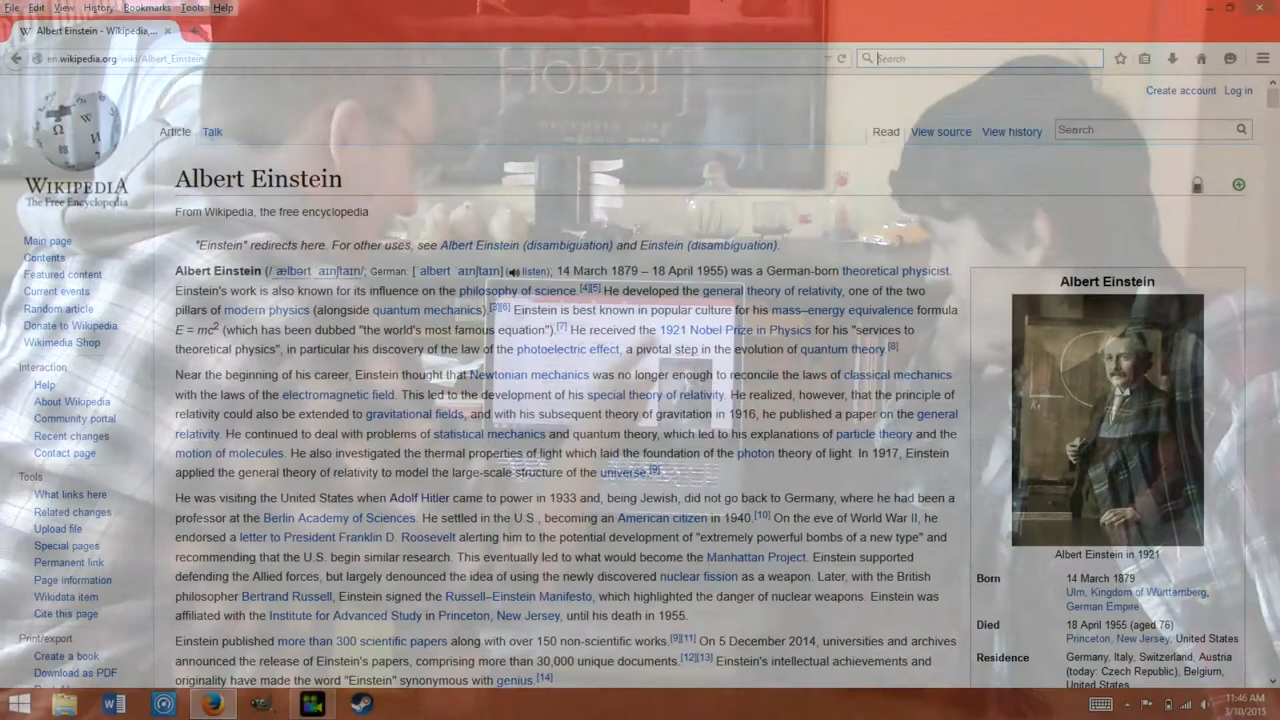 File Edit View History Bookmarks Tools Help
Albert Einstein - Wikipedia,...
en.wikipedia.org/wiki/Albert_Einstein
Search
HOBBIT
DECEMBER
Create account Log in
Article Talk
Read View source View history Search
WIKIPEDIA
The Free Encyclopedia
Albert Einstein
From Wikipedia, the free encyclopedia
"Einstein" redirects here. For other uses, see Albert Einstein (disambiguation) and Einstein (disambiguation).
Albert Einstein (/ˈælbərt ˈaɪnʃtaɪn/; German: [ˈalbɛrt ˈaɪnʃtaɪn] (listen); 14 March 1879 – 18 April 1955) was a German-born theoretical physicist.
Einstein's work is also known for its influence on the philosophy of science.[4][5] He developed the general theory of relativity, one of the two
pillars of modern physics (alongside quantum mechanics).[3][6] Einstein is best known in popular culture for his mass–energy equivalence formula
E = mc2 (which has been dubbed "the world's most famous equation").[7] He received the 1921 Nobel Prize in Physics for his "services to
theoretical physics", in particular his discovery of the law of the photoelectric effect, a pivotal step in the evolution of quantum theory.[8]
Near the beginning of his career, Einstein thought that Newtonian mechanics was no longer enough to reconcile the laws of classical mechanics
with the laws of the electromagnetic field. This led to the development of his special theory of relativity. He realized, however, that the principle of
relativity could also be extended to gravitational fields, and with his subsequent theory of gravitation in 1916, he published a paper on the general
relativity. He continued to deal with problems of statistical mechanics and quantum theory, which led to his explanations of particle theory and the
motion of molecules. He also investigated the thermal properties of light which laid the foundation of the photon theory of light. In 1917, Einstein
applied the general theory of relativity to model the large-scale structure of the universe.[9]
He was visiting the United States when Adolf Hitler came to power in 1933 and, being Jewish, did not go back to Germany, where he had been a
professor at the Berlin Academy of Sciences. He settled in the U.S., becoming an American citizen in 1940.[10] On the eve of World War II, he
endorsed a letter to President Franklin D. Roosevelt alerting him to the potential development of "extremely powerful bombs of a new type" and
recommending that the U.S. begin similar research. This eventually led to what would become the Manhattan Project. Einstein supported
defending the Allied forces, but largely denounced the idea of using the newly discovered nuclear fission as a weapon. Later, with the British
philosopher Bertrand Russell, Einstein signed the Russell–Einstein Manifesto, which highlighted the danger of nuclear weapons. Einstein was
affiliated with the Institute for Advanced Study in Princeton, New Jersey, until his death in 1955.
Einstein published more than 300 scientific papers along with over 150 non-scientific works.[9][11] On 5 December 2014, universities and archives
announced the release of Einstein's papers, comprising more than 30,000 unique documents.[12][13] Einstein's intellectual achievements and
originality have made the word "Einstein" synonymous with genius.[14]
Main page
Contents
Featured content
Current events
Random article
Donate to Wikipedia
Wikimedia Shop
Interaction
Help
About Wikipedia
Community portal
Recent changes
Contact page
Tools
What links here
Related changes
Upload file
Special pages
Permanent link
Page information
Wikidata item
Cite this page
Print/export
Create a book
Download as PDF
Albert Einstein
Albert Einstein in 1921
Born 14 March 1879
Ulm, Kingdom of Württemberg,
German Empire
Died 18 April 1955 (aged 76)
Princeton, New Jersey, United States
Residence Germany, Italy, Switzerland, Austria
(today: Czech Republic), Belgium,
United States
11:46 AM
3/10/2015